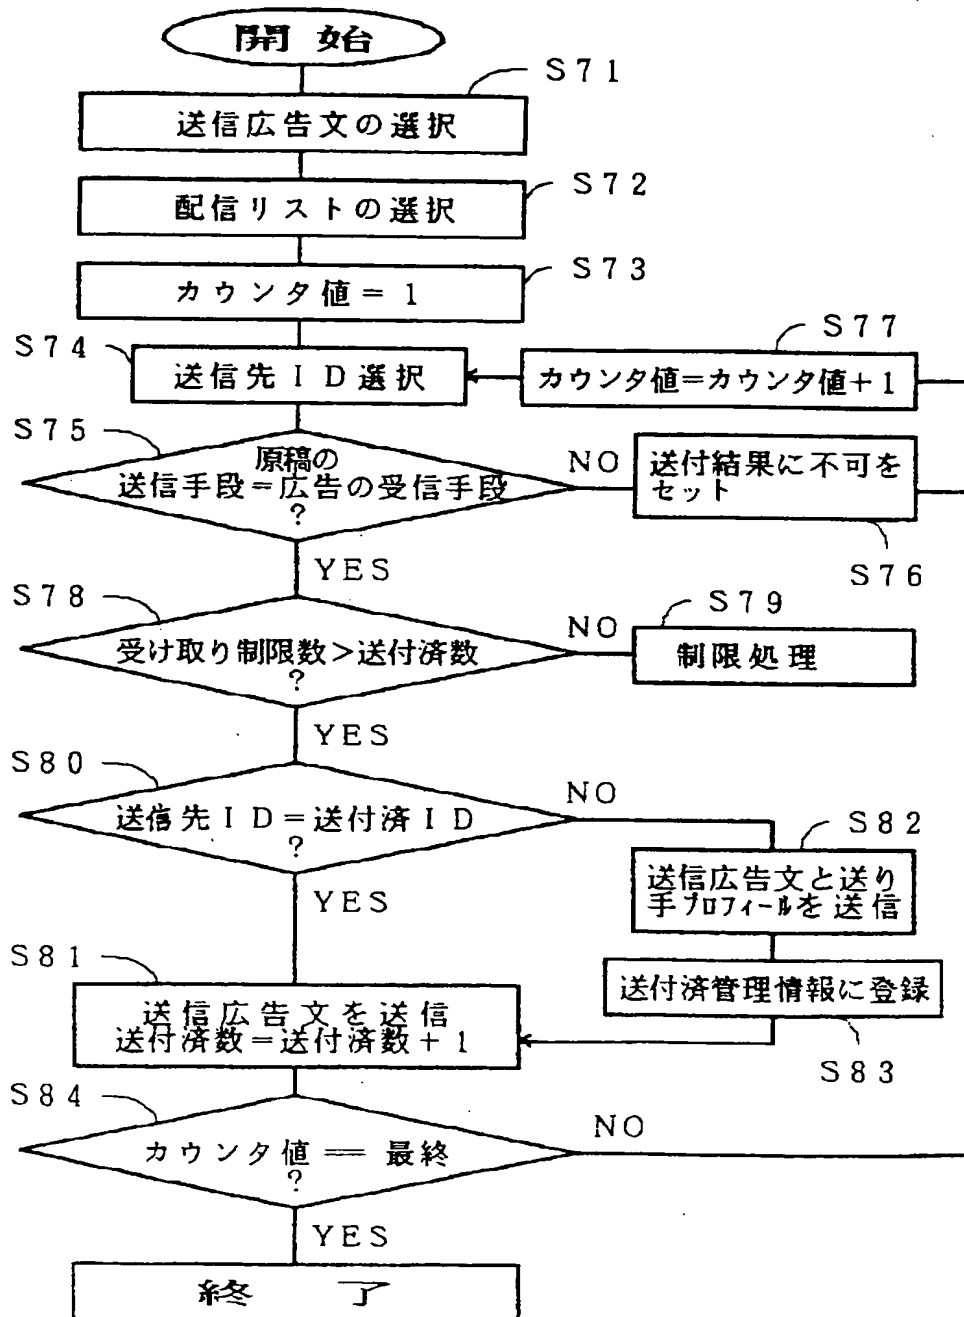 開始
S71
送信広告文の選択
S72
配信リストの選択
S73
カウンタ値=1
S74
送信先ID選択
S77
カウンタ値=カウンタ値+1
S75
原稿の
送信手段=広告の受信手段
?
NO
送付結果に不可を
セット
S76
YES
S78
受け取り制限数>送付済数
?
NO
S79
制限処理
YES
S80
送信先ID=送付済ID
?
NO
S82
送信広告文と送り
手プロフィールを送信
YES
S81
送信広告文を送信
送付済数=送付済数+1
送付済管理情報に登録
S83
S84
カウンタ値==最終
?
NO
YES
終了